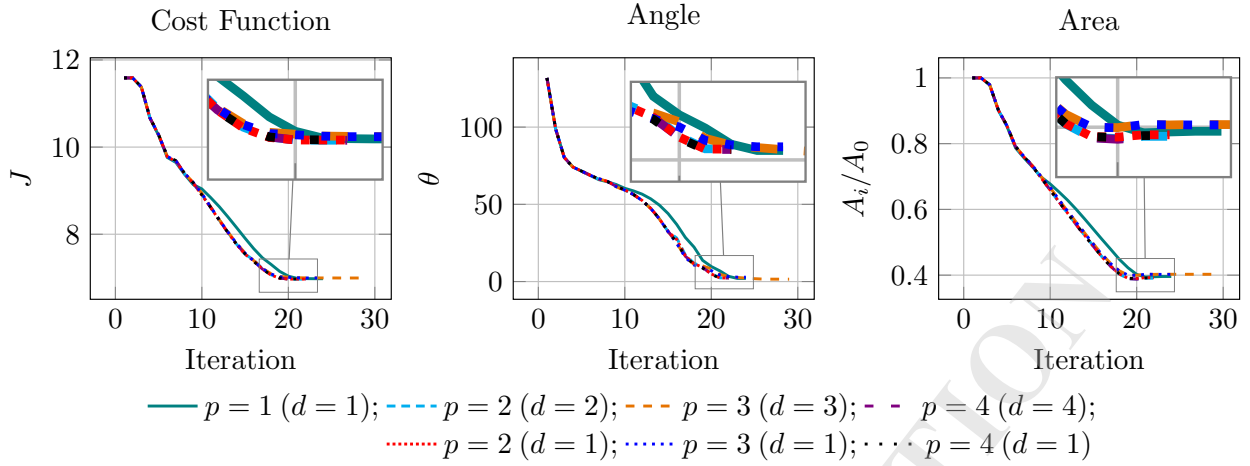 Cost Function
Angle
Area
12
10
8
J
0 10 20 30
Iteration
100
50
0
θ
0 10 20 30
Iteration
1
0.8
0.6
0.4
A_i/A_0
0 10 20 30
Iteration
p = 1 (d = 1); p = 2 (d = 2); p = 3 (d = 3); p = 4 (d = 4);
p = 2 (d = 1); p = 3 (d = 1); p = 4 (d = 1)
TION